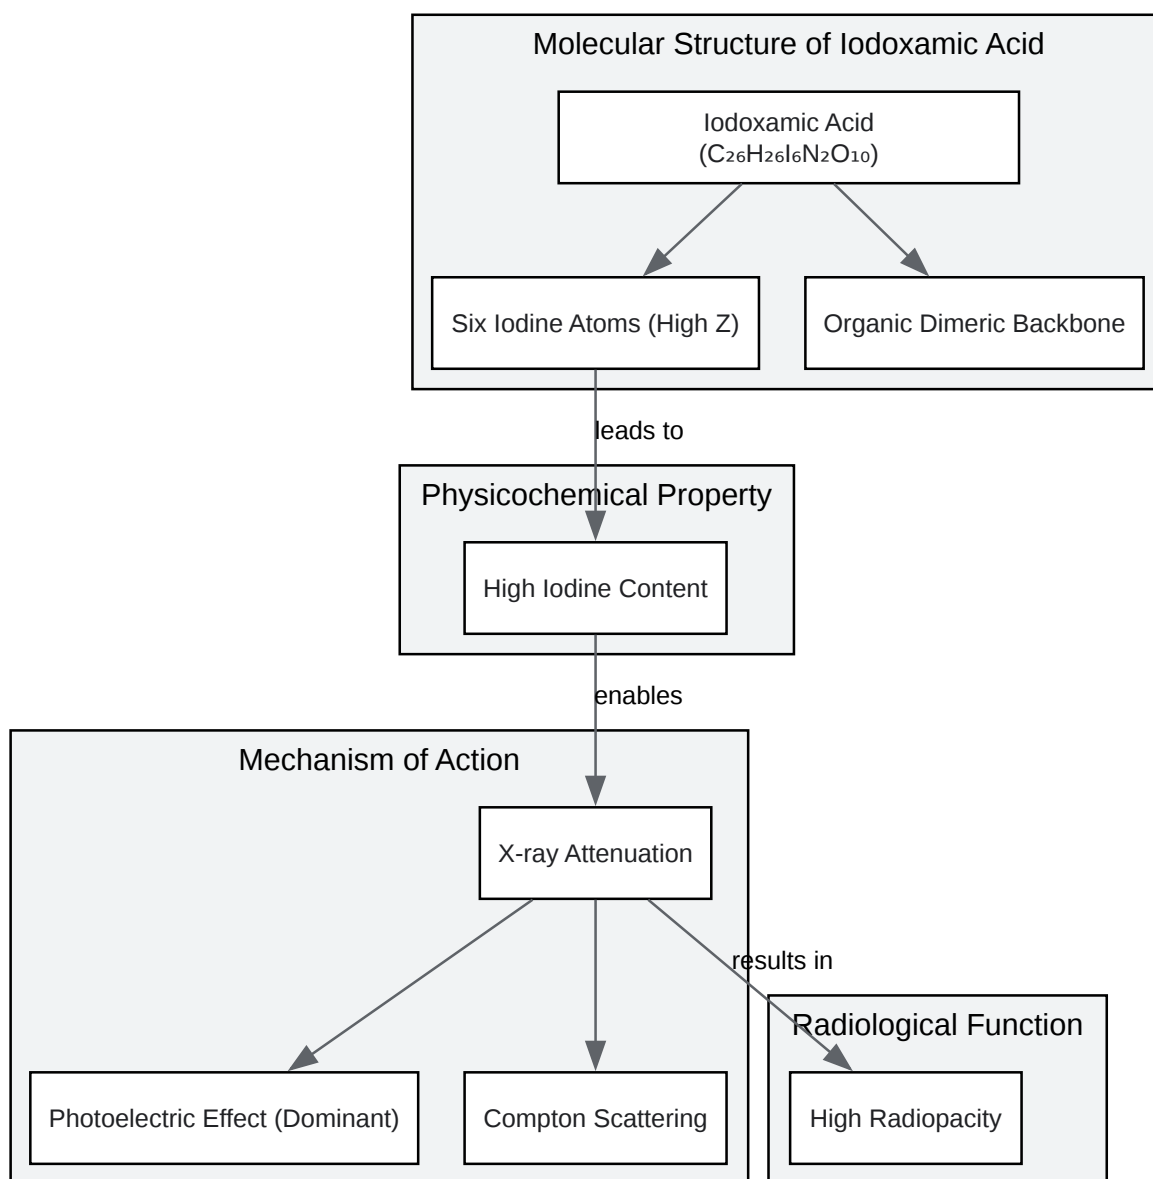 Molecular Structure of Iodoxamic Acid
Iodoxamic Acid
(C₂₆H₂₆I₆N₂O₁₀)
Six Iodine Atoms (High Z)
Organic Dimeric Backbone
leads to
Physicochemical Property
High Iodine Content
enables
Mechanism of Action
X-ray Attenuation
results in
Radiological Function
Photoelectric Effect (Dominant)
Compton Scattering
High Radiopacity